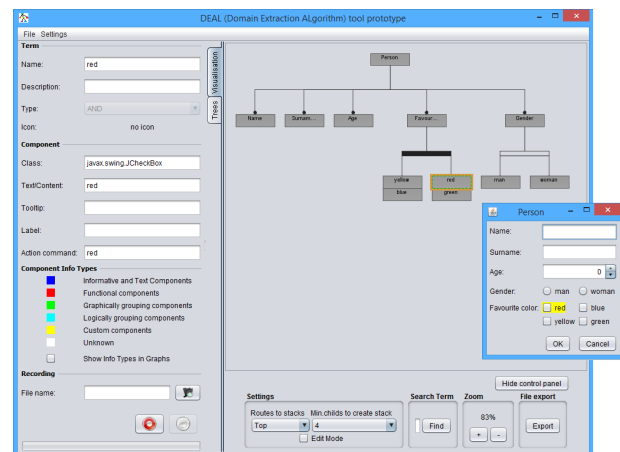 DEAL (Domain Extraction ALgorithm) tool prototype
File Settings
Term
Name: red
Description:
Type: AND
Icon: no icon
Component
Class: javax.swing.JCheckBox
Text/Content: red
Tooltip:
Label:
Action command: red
Component Info Types
Informative and Text Components
Functional components
Graphically grouping components
Logically grouping components
Custom components
Unknown
Show Info Types in Graphs
Recording
File name:
Visualisation
Trees
Person
Name Surnam... Age Favour... Gender
yellow red man woman
blue green
Person
Name:
Surname:
Age: 0
Gender: man woman
Favourite color: red blue
yellow green
OK Cancel
Hide control panel
Settings Search Term Zoom File export
Routes to stacks Min.childs to create stack
Top 4 Find 83% Export
Edit Mode + -